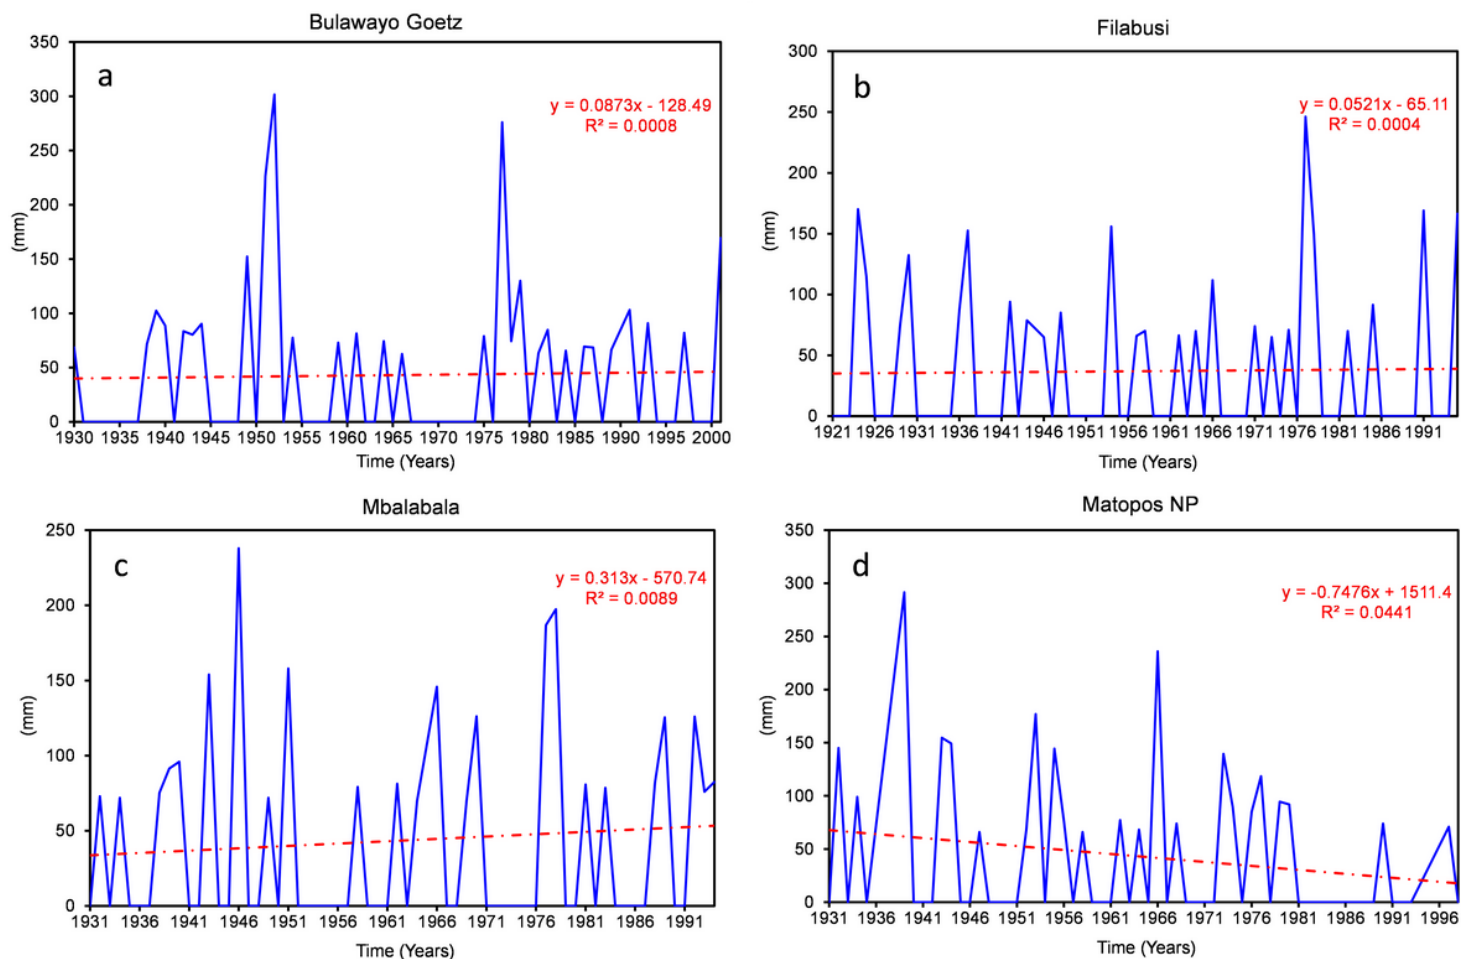 Bulawayo Goetz
350
300
250
200
150
100
50
0
(mm)
a
y = 0.0873x - 128.49
R² = 0.0008
1930 1935 1940 1945 1950 1955 1960 1965 1970 1975 1980 1985 1990 1995 2000
Time (Years)
Filabusi
300
250
200
150
100
50
0
(mm)
b
y = 0.0521x - 65.11
R² = 0.0004
1921 1926 1931 1936 1941 1946 1951 1956 1961 1966 1971 1976 1981 1986 1991
Time (Years)
Mbalabala
250
200
150
100
50
0
(mm)
c
y = 0.313x - 570.74
R² = 0.0089
1931 1936 1941 1946 1951 1956 1961 1966 1971 1976 1981 1986 1991
Time (Years)
Matopos NP
350
300
250
200
150
100
50
0
(mm)
d
y = -0.7476x + 1511.4
R² = 0.0441
1931 1936 1941 1946 1951 1956 1961 1966 1971 1976 1981 1986 1991 1996
Time (Years)